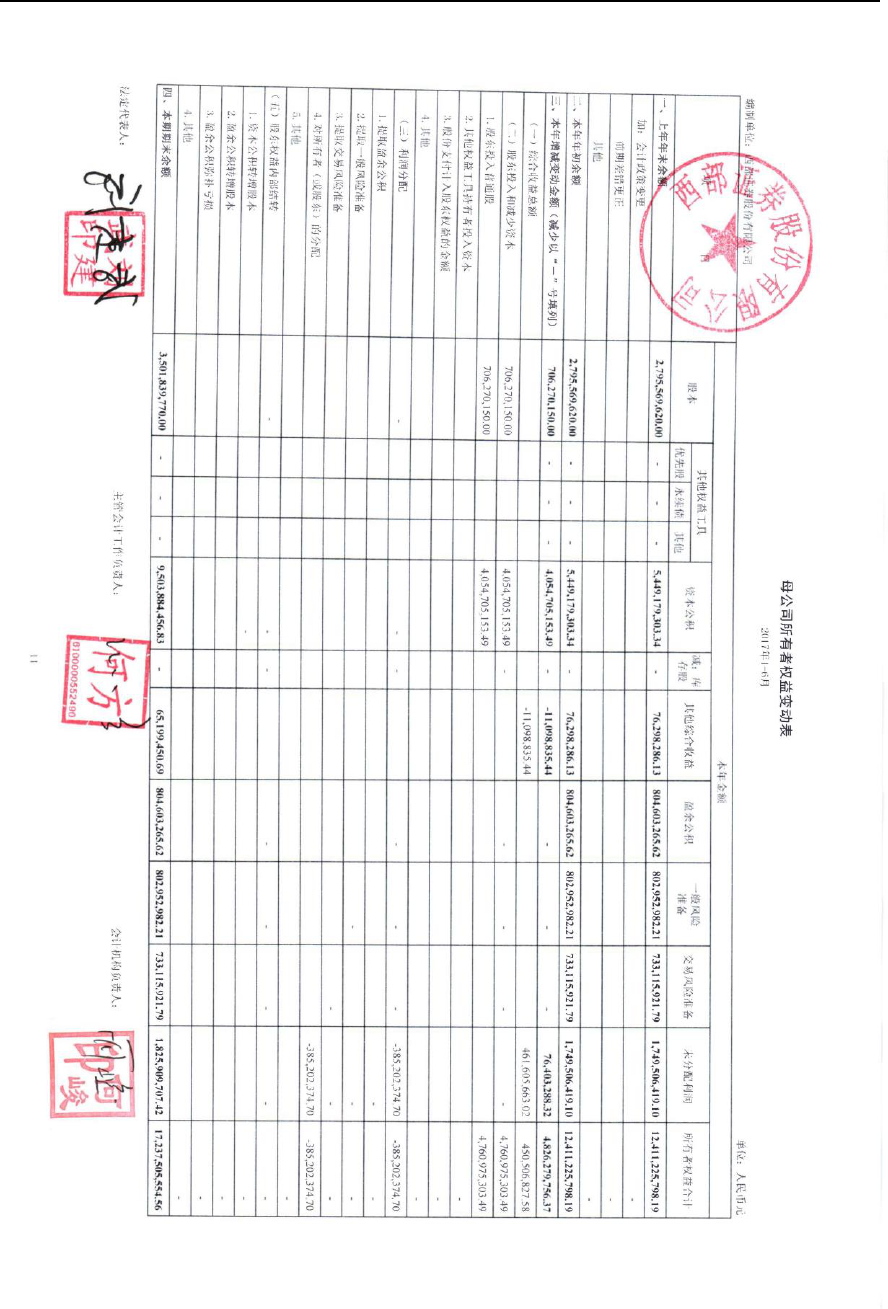 母公司所有者权益变动表
2017年1-6月
编制单位:西部证券股份有限公司 单位:人民币元
本年金额
股本 其他权益工具 资本公积 减:库存股 其他综合收益 盈余公积 一般风险准备 交易风险准备 未分配利润 所有者权益合计
优先股 永续债 其他
一、上年年末余额 2,795,569,620.00 - - - 5,449,179,303.34 - 76,298,286.13 804,603,265.62 802,952,982.21 733,115,921.79 1,749,506,419.10 12,411,225,798.19
加:会计政策变更 -
前期差错更正 -
其他 -
二、本年年初余额 2,795,569,620.00 - - - 5,449,179,303.34 - 76,298,286.13 804,603,265.62 802,952,982.21 733,115,921.79 1,749,506,419.10 12,411,225,798.19
三、本年增减变动金额(减少以“-”号填列) 706,270,150.00 - - - 4,054,705,153.49 - -11,098,835.44 - - - 76,403,288.32 4,826,279,756.37
(一)综合收益总额 -11,098,835.44 461,605,663.02 450,506,827.58
(二)股东投入和减少资本 706,270,150.00 4,054,705,153.49 - - - - - 4,760,975,303.49
1. 股东投入普通股 706,270,150.00 4,054,705,153.49 4,760,975,303.49
2. 其他权益工具持有者投入资本 -
3. 股份支付计入股东权益的金额 -
4. 其他 -
(三)利润分配 - - - - - - -385,202,374.70 -385,202,374.70
1. 提取盈余公积 - -
2. 提取一般风险准备 - - -
3. 提取交易风险准备 - - -
4. 对所有者(或股东)的分配 -385,202,374.70 -385,202,374.70
5. 其他 -
(五)股东权益内部结转 - - - - - - - -
1. 资本公积转增股本 - -
2. 盈余公积转增股本 -
3. 盈余公积弥补亏损 -
4. 其他 -
四、本期期末余额 3,501,839,770.00 - - - 9,503,884,456.83 - 65,199,450.69 804,603,265.62 802,952,982.21 733,115,921.79 1,825,909,707.42 17,237,505,554.56
法定代表人: 主管会计工作负责人: 会计机构负责人:
何方
6100000552490
11